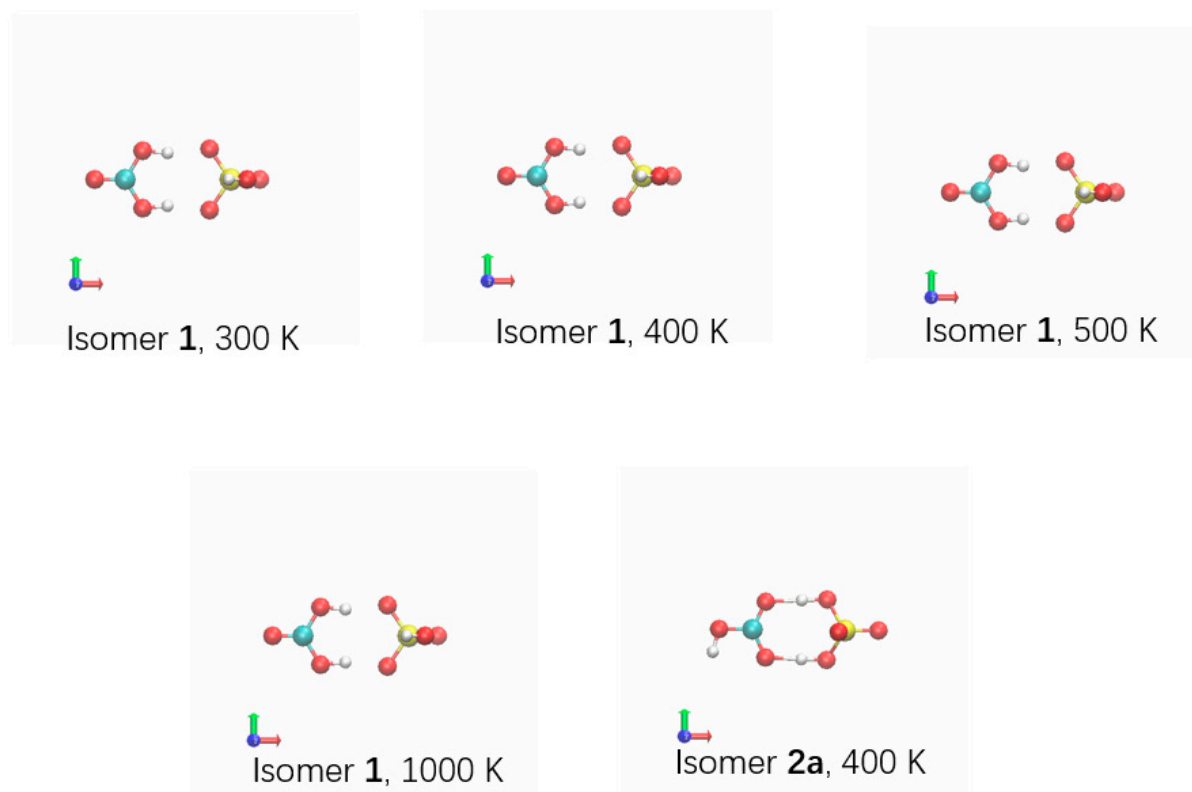 Isomer 1, 300 K
Isomer 1, 400 K
Isomer 1, 500 K
Isomer 1, 1000 K
Isomer 2a, 400 K